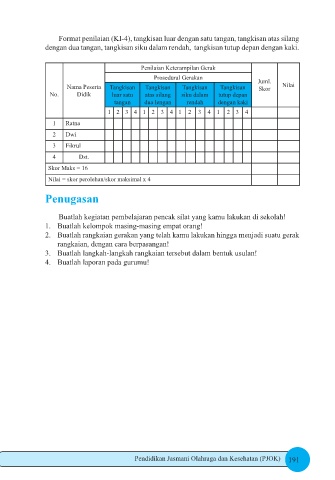 Format penilaian (KI-4), tangkisan luar dengan satu tangan, tangkisan atas silang
dengan dua tangan, tangkisan siku dalam rendah, tangkisan tutup depan dengan kaki.
Penilaian Keterampilan Gerak
Prosedural Gerakan
No.
Nama Peserta
Didik
Tangkisan
luar satu
tangan
Tangkisan
atas silang
dua tangan
Tangkisan
siku dalam
rendah
Tangkisan
tutup depan
dengan kaki
Juml.
Skor
Nilai
1 2 3 4 1 2 3 4 1 2 3 4 1 2 3 4
1 Ratna
2 Dwi
3 Fikrul
4 Dst.
Skor Maks = 16
Nilai = skor perolehan/skor maksimal x 4
Penugasan
Buatlah kegiatan pembelajaran pencak silat yang kamu lakukan di sekolah!
1. Buatlah kelompok masing-masing empat orang!
2. Buatlah rangkaian gerakan yang telah kamu lakukan hingga menjadi suatu gerak
rangkaian, dengan cara berpasangan!
3. Buatlah langkah-langkah rangkaian tersebut dalam bentuk usulan!
4. Buatlah laporan pada gurumu!
Pendidikan Jasmani Olahraga dan Kesehatan (PJOK)